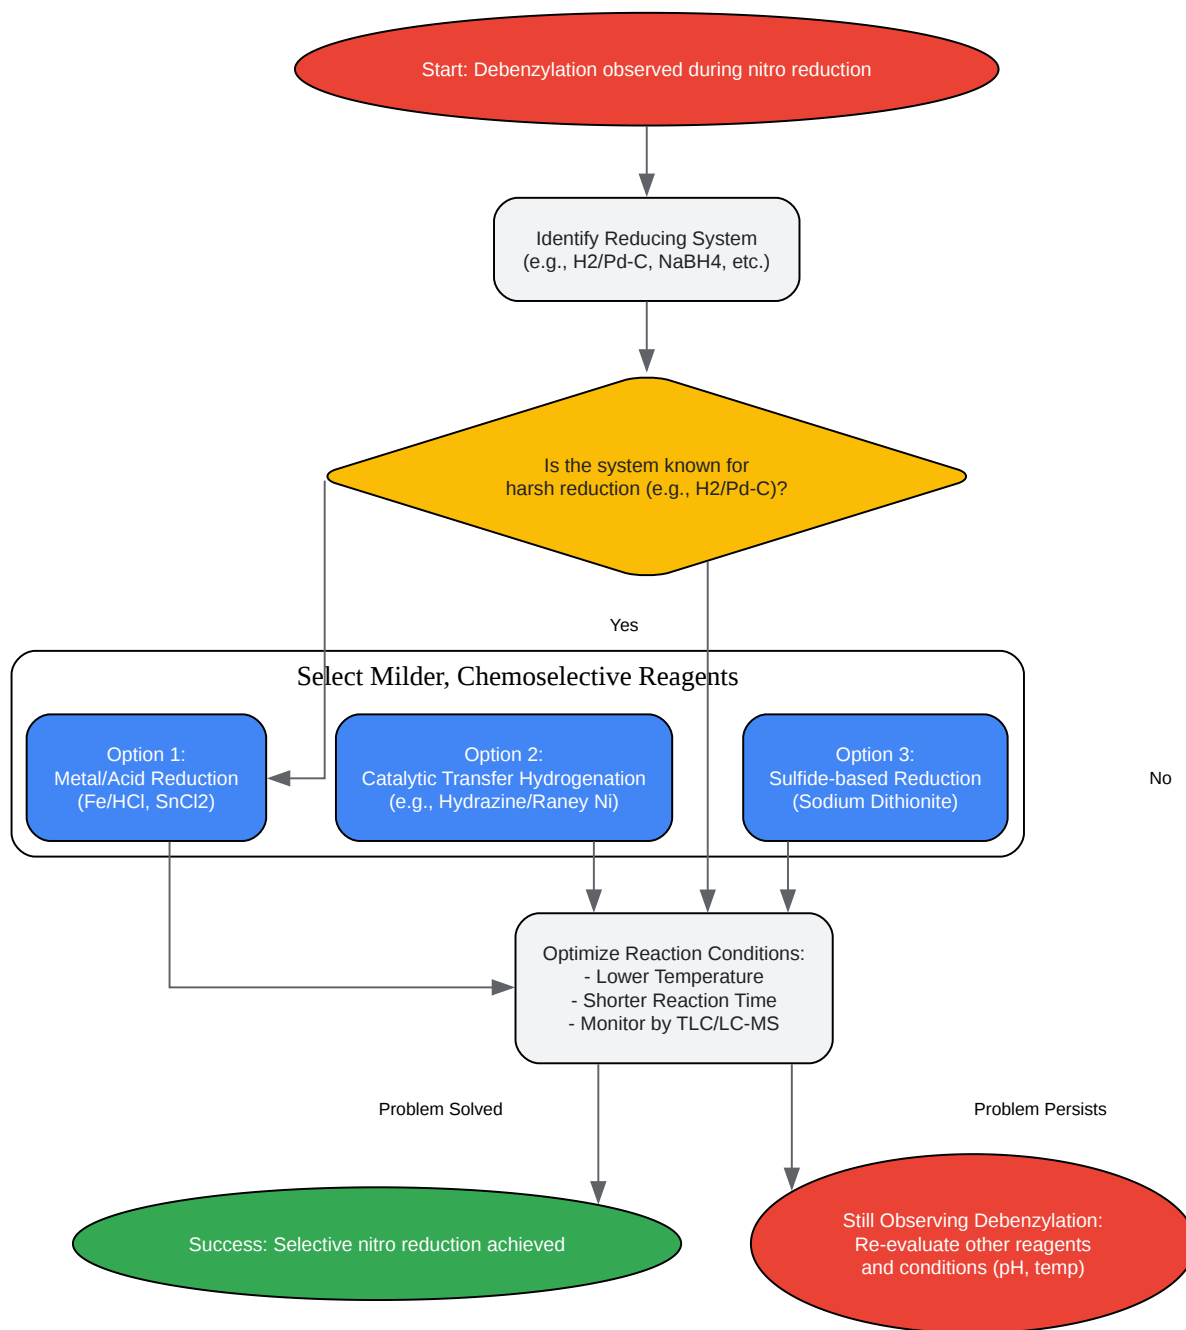 Start: Debenzylation observed during nitro reduction
Identify Reducing System
(e.g., H2/Pd-C, NaBH4, etc.)
Is the system known for
harsh reduction (e.g., H2/Pd-C)?
Yes
Select Milder, Chemoselective Reagents
Option 1:
Metal/Acid Reduction
(Fe/HCl, SnCl2)
Option 2:
Catalytic Transfer Hydrogenation
(e.g., Hydrazine/Raney Ni)
Option 3:
Sulfide-based Reduction
(Sodium Dithionite)
No
Optimize Reaction Conditions:
- Lower Temperature
- Shorter Reaction Time
- Monitor by TLC/LC-MS
Problem Solved
Problem Persists
Success: Selective nitro reduction achieved
Still Observing Debenzylation:
Re-evaluate other reagents
and conditions (pH, temp)